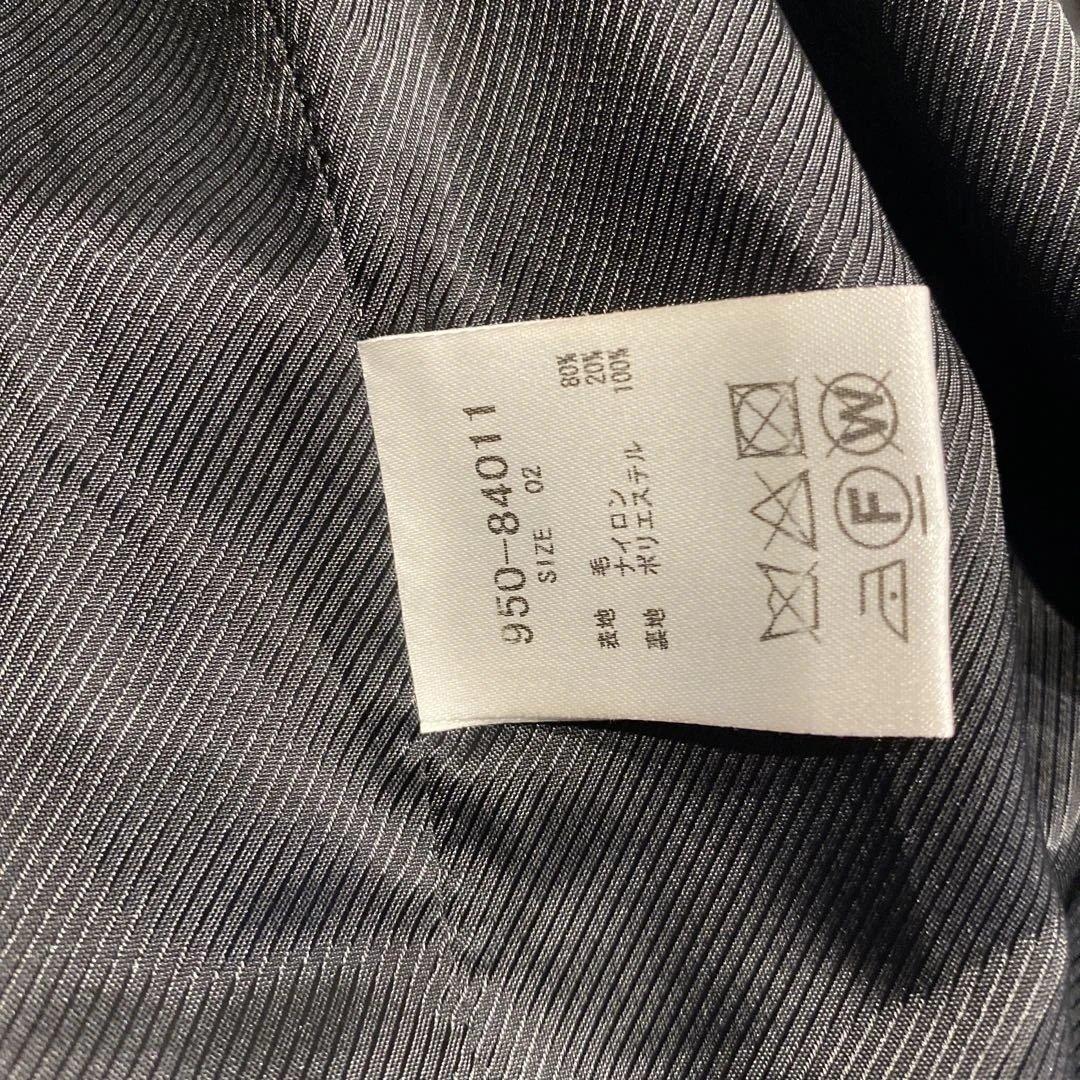 950-84011
SIZE 02
表地 毛 80%
ナイロン 20%
裏地 ポリエステル 100%
W
F